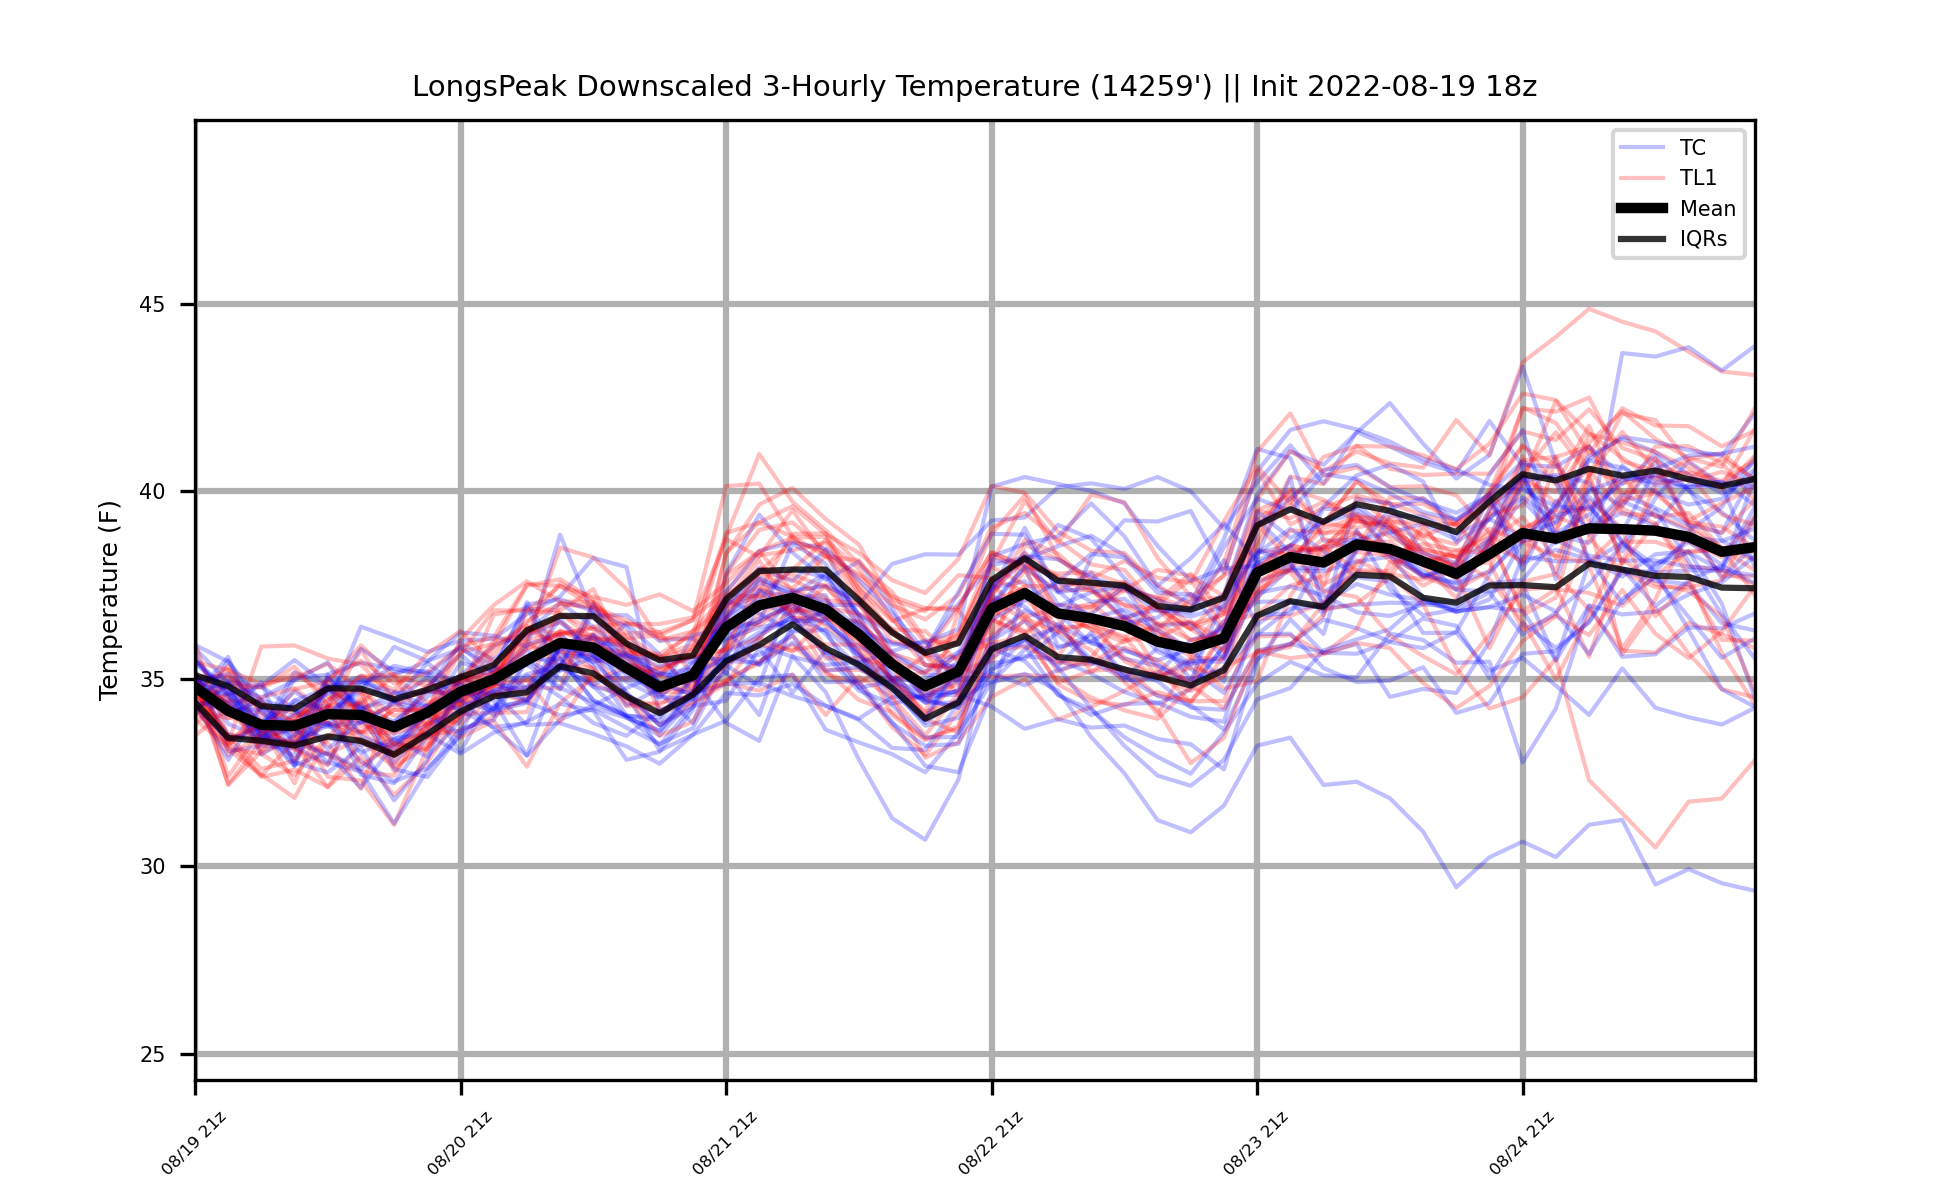 LongsPeak Downscaled 3-Hourly Temperature (14259') || Init 2022-08-19 18z
TC
TL1
Mean
IQRs
Temperature (F)
45
40
35
30
25
08/19 21z
08/20 21z
08/21 21z
08/22 21z
08/23 21z
08/24 21z